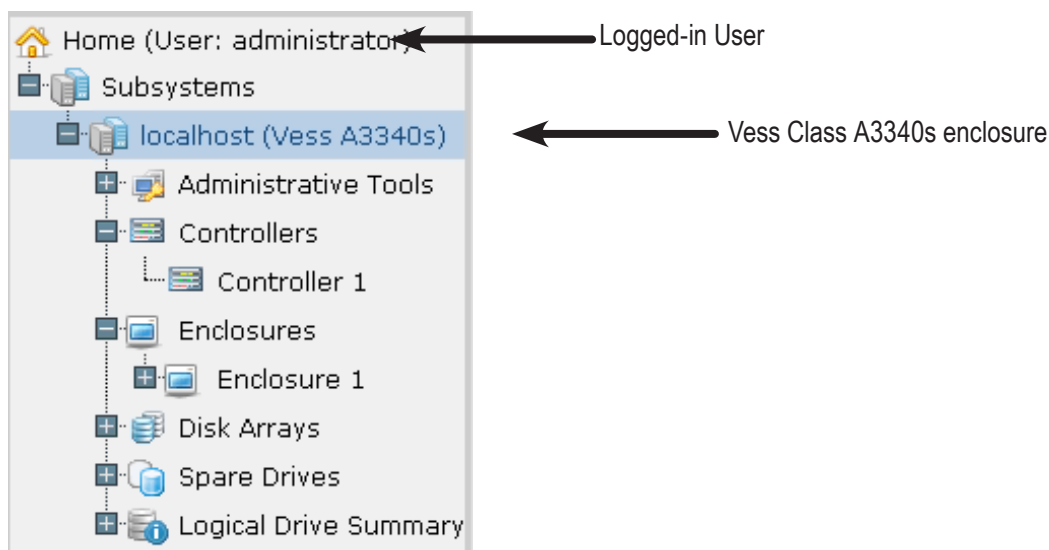 Home (User: administrator)
Logged-in User
Subsystems
localhost (Vess A3340s)
Vess Class A3340s enclosure
Administrative Tools
Controllers
Controller 1
Enclosures
Enclosure 1
Disk Arrays
Spare Drives
Logical Drive Summary